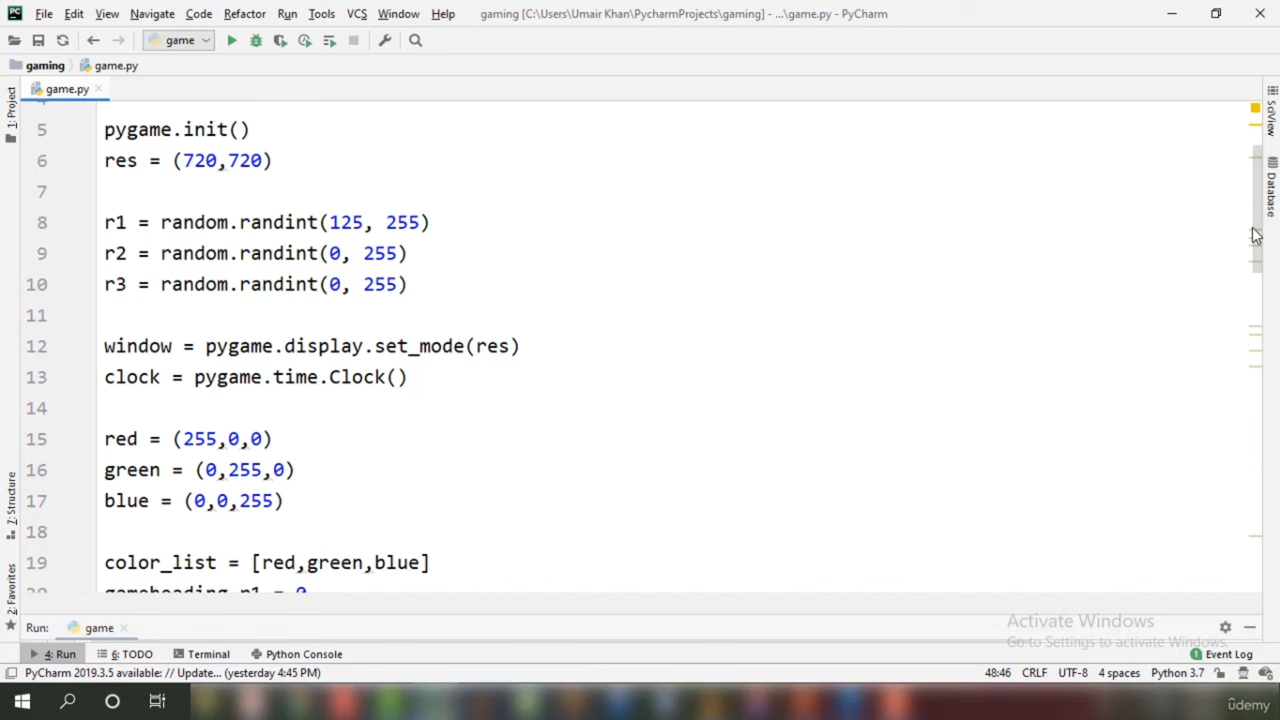 File Edit View Navigate Code Refactor Run Tools VCS Window Help gaming [C:\Users\Umair Khan\PycharmProjects\gaming] - ...\game.py - PyCharm
game
gaming game.py
game.py
1: Project
SciView
Database
5 pygame.init()
6 res = (720,720)
7
8 r1 = random.randint(125, 255)
9 r2 = random.randint(0, 255)
10 r3 = random.randint(0, 255)
11
12 window = pygame.display.set_mode(res)
13 clock = pygame.time.Clock()
14
15 red = (255,0,0)
16 green = (0,255,0)
17 blue = (0,0,255)
18
19 color_list = [red,green,blue]
20 gameheading_r1 = 0
7: Structure
2: Favorites
Activate Windows
Go to Settings to activate Windows.
Run: game
4: Run 6: TODO Terminal Python Console 1 Event Log
PyCharm 2019.3.5 available: // Update... (yesterday 4:45 PM) 48:46 CRLF UTF-8 4 spaces Python 3.7
ûdemy